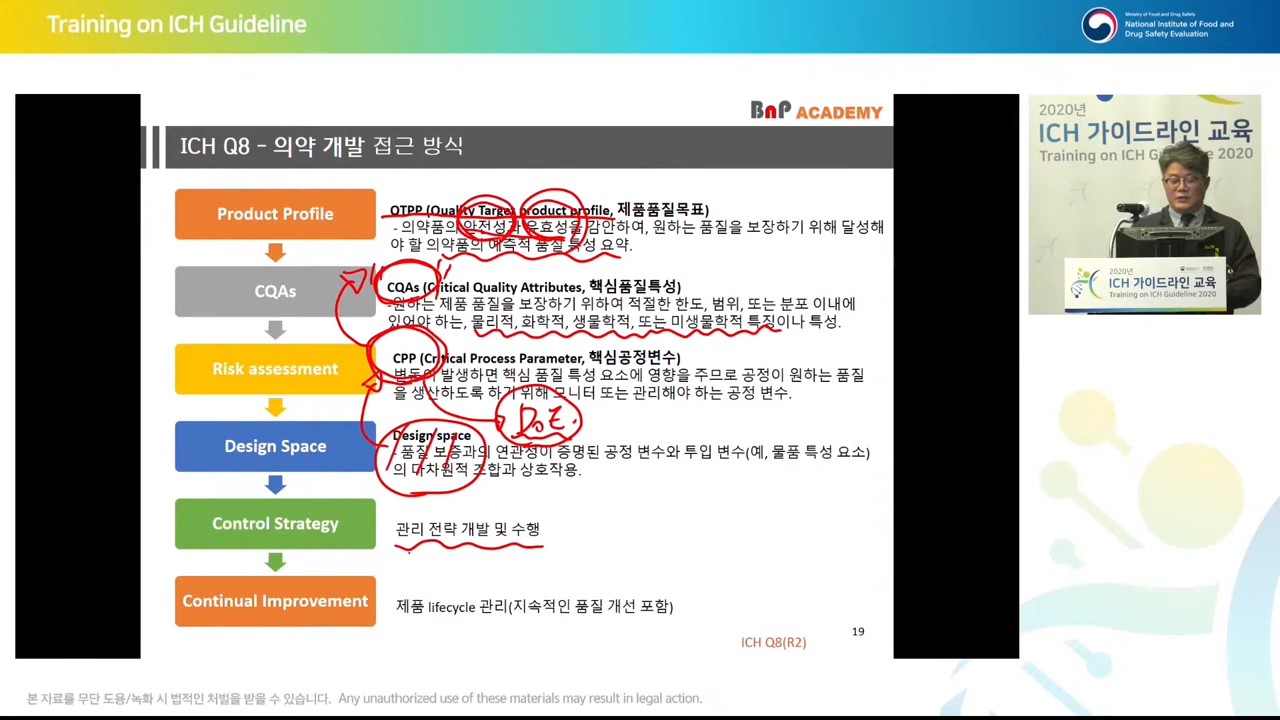 Training on ICH Guideline
Ministry of Food and Drug Safety
National Institute of Food and
Drug Safety Evaluation
BnP ACADEMY
ICH Q8 – 의약 개발 접근 방식
Product Profile
QTPP (Quality Target product profile, 제품품질목표)
- 의약품의 안전성과 유효성을 감안하여, 원하는 품질을 보장하기 위해 달성해
야 할 의약품의 예측적 품질 특성 요약.
CQAs
CQAs (Critical Quality Attributes, 핵심품질특성)
-원하는 제품 품질을 보장하기 위하여 적절한 한도, 범위, 또는 분포 이내에
있어야 하는, 물리적, 화학적, 생물학적, 또는 미생물학적 특징이나 특성.
Risk assessment
CPP (Critical Process Parameter, 핵심공정변수)
변동이 발생하면 핵심 품질 특성 요소에 영향을 주므로 공정이 원하는 품질
을 생산하도록 하기 위해 모니터 또는 관리해야 하는 공정 변수.
DoE.
Design Space
Design space
- 품질 보증과의 연관성이 증명된 공정 변수와 투입 변수(예, 물품 특성 요소)
의 다차원적 조합과 상호작용.
Control Strategy
관리 전략 개발 및 수행
Continual Improvement
제품 lifecycle 관리(지속적인 품질 개선 포함)
19
ICH Q8(R2)
2020년
ICH 가이드라인 교육
Training on ICH Guideline 2020
2020년
ICH 가이드라인 교육
Training on ICH Guideline 2020
본 자료를 무단 도용/녹화 시 법적인 처벌을 받을 수 있습니다. Any unauthorized use of these materials may result in legal action.